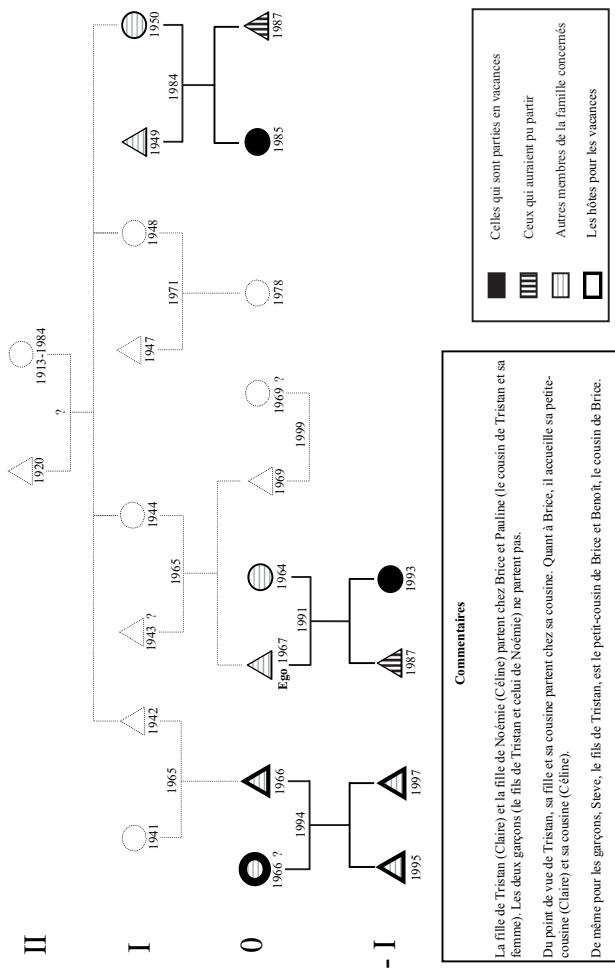 II
1920
1913-1984
?
I
1941
1942
1943 ?
1944
1947
1948
1949
1950
1965
1965
1971
1984
0
1966 ?
1966
Ego 1967
1964
1969
1969 ?
1978
1985
1987
1994
1991
1999
- I
1995
1997
1987
1993
Commentaires
La fille de Tristan (Claire) et la fille de Noémie (Céline) partent chez Brice et Pauline (le cousin de Tristan et sa
femme). Les deux garçons (le fils de Tristan et celui de Noémie) ne partent pas.
Du point de vue de Tristan, sa fille et sa cousine partent chez sa cousine. Quant à Brice, il accueille sa petite-
cousine (Claire) et sa cousine (Céline).
De même pour les garçons, Steve, le fils de Tristan, est le petit-cousin de Brice et Benoît, le cousin de Brice.
Celles qui sont parties en vacances
Ceux qui auraient pu partir
Autres membres de la famille concernés
Les hôtes pour les vacances